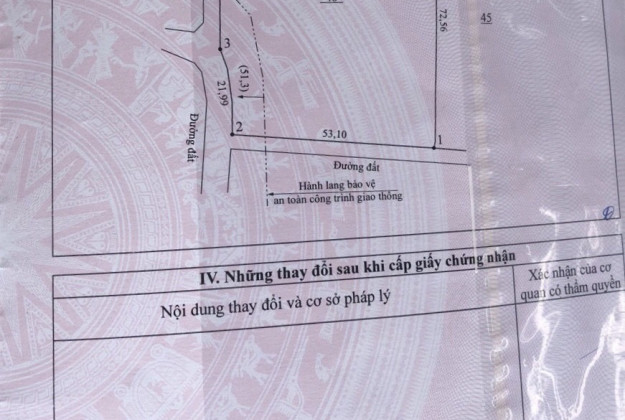 72,56
45
3
(51,3)
21,99
Đường đất
2
53,10
1
Đường đất
Hành lang bảo vệ
an toàn công trình giao thông
IV. Những thay đổi sau khi cấp giấy chứng nhận
Nội dung thay đổi và cơ sở pháp lý
Xác nhận của cơ
quan có thẩm quyền